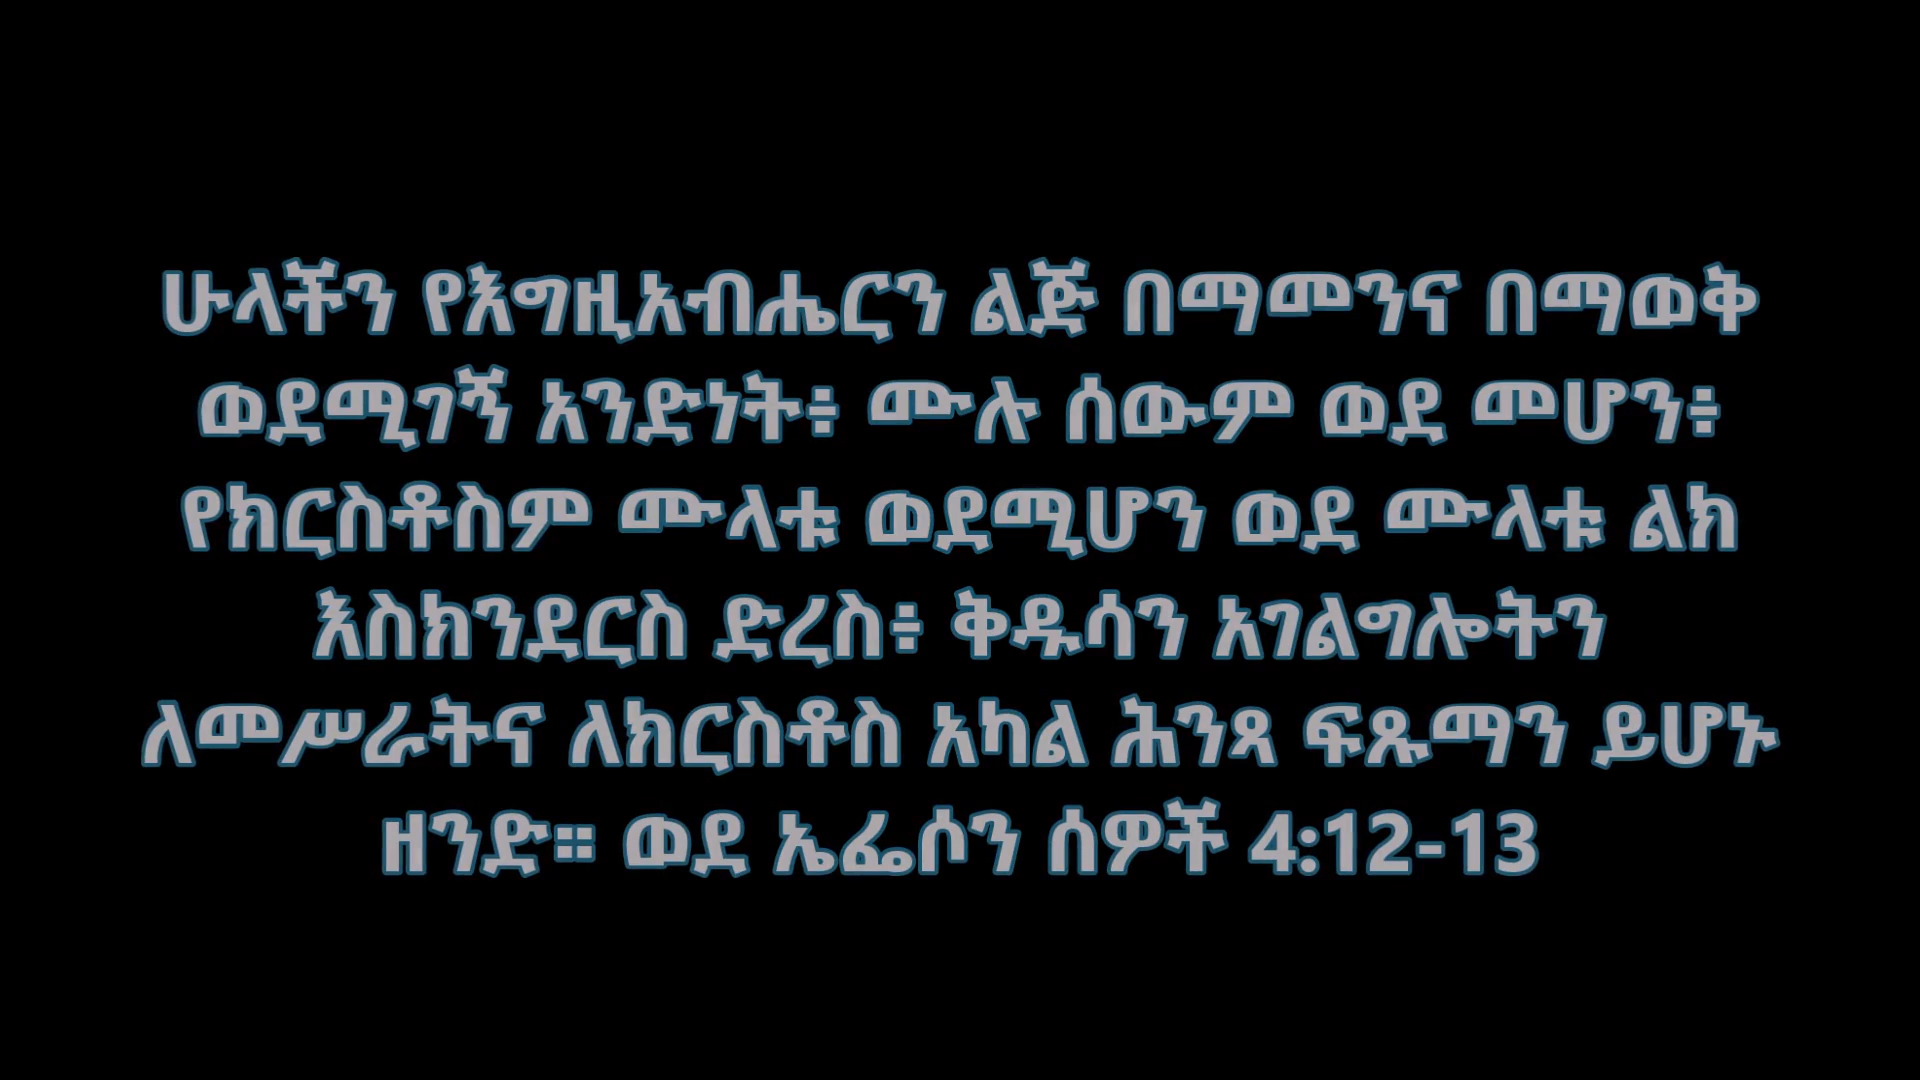 ሁላችን የእግዚአብሔርን ልጅ በማመንና በማወቅ
ወደሚገኝ አንድነት፥ ሙሉ ሰውም ወደ መሆን፥
የክርስቶስም ሙላቱ ወደሚሆን ወደ ሙላቱ ልክ
እስክንደርስ ድረስ፥ ቅዱሳን አገልግሎትን
ለመሥራትና ለክርስቶስ አካል ሕንጻ ፍጹማን ይሆኑ
ዘንድ። ወደ ኤፌሶን ሰዎች 4:12-13